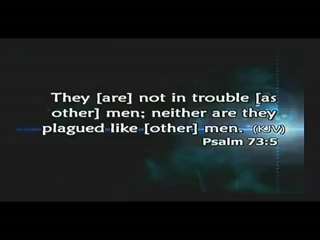 They [are] not in trouble [as
other] men; neither are they
plagued like [other] men. (KJV)
Psalm 73:5